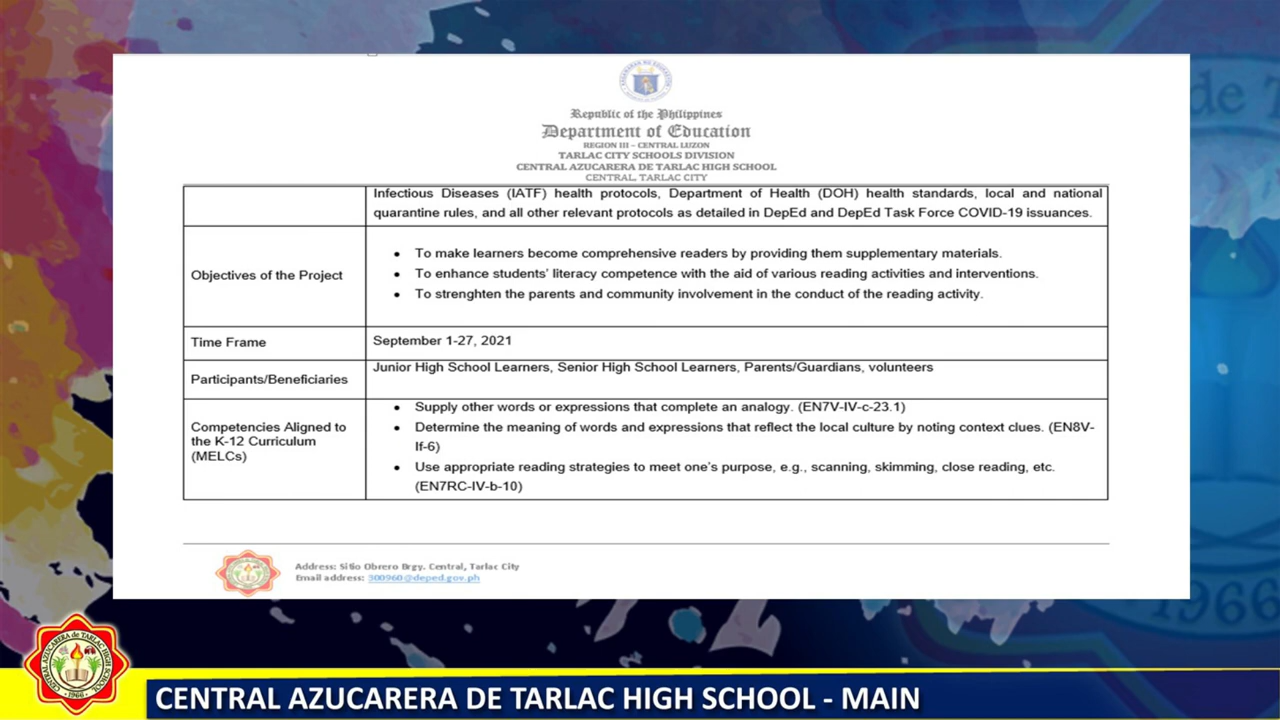 Republic of the Philippines
Department of Education
REGION III – CENTRAL LUZON
TARLAC CITY SCHOOLS DIVISION
CENTRAL AZUCARERA DE TARLAC HIGH SCHOOL
CENTRAL, TARLAC CITY
Infectious Diseases (IATF) health protocols, Department of Health (DOH) health standards, local and national
quarantine rules, and all other relevant protocols as detailed in DepEd and DepEd Task Force COVID-19 issuances.
Objectives of the Project
• To make learners become comprehensive readers by providing them supplementary materials.
• To enhance students' literacy competence with the aid of various reading activities and interventions.
• To strenghten the parents and community involvement in the conduct of the reading activity.
Time Frame
September 1-27, 2021
Participants/Beneficiaries
Junior High School Learners, Senior High School Learners, Parents/Guardians, volunteers
Competencies Aligned to
the K-12 Curriculum
(MELCs)
• Supply other words or expressions that complete an analogy. (EN7V-IV-c-23.1)
• Determine the meaning of words and expressions that reflect the local culture by noting context clues. (EN8V-
If-6)
• Use appropriate reading strategies to meet one's purpose, e.g., scanning, skimming, close reading, etc.
(EN7RC-IV-b-10)
Address: Sitio Obrero Brgy. Central, Tarlac City
Email address: 300960@deped.gov.ph
de T
1966
CENTRAL AZUCARERA de TARLAC HIGH SCHOOL
1966
CENTRAL AZUCARERA DE TARLAC HIGH SCHOOL - MAIN